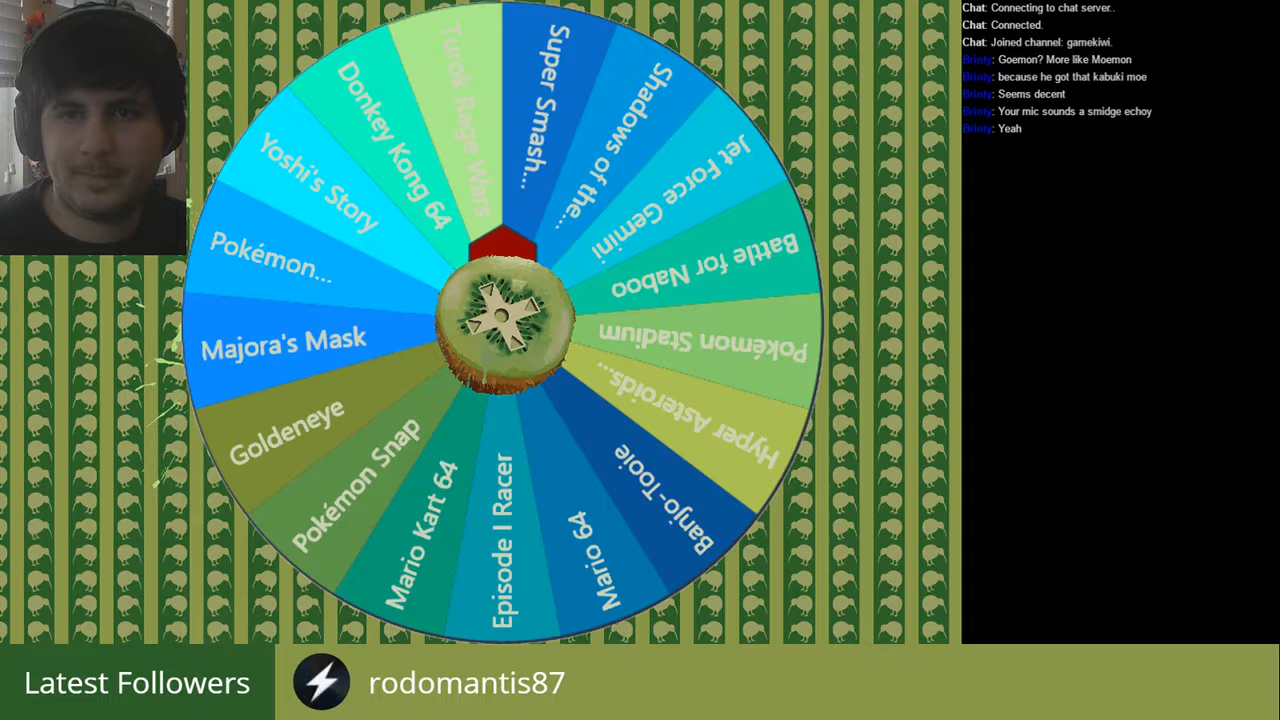 Chat: Connecting to chat server..
Chat: Connected.
Chat: Joined channel: gamekiwi.
Brinty: Goemon? More like Moemon
Brinty: because he got that kabuki moe
Brinty: Seems decent
Brinty: Your mic sounds a smidge echoy
Brinty: Yeah
Super Smash...
Shadows of the...
Jet Force Gemini
Battle for Naboo
Pokémon Stadium
Hyper Asteroids...
Banjo-Tooie
Mario 64
Episode I Racer
Mario Kart 64
Pokémon Snap
Goldeneye
Majora's Mask
Pokémon...
Yoshi's Story
Donkey Kong 64
Turok Rage Wars
Latest Followers
rodomantis87